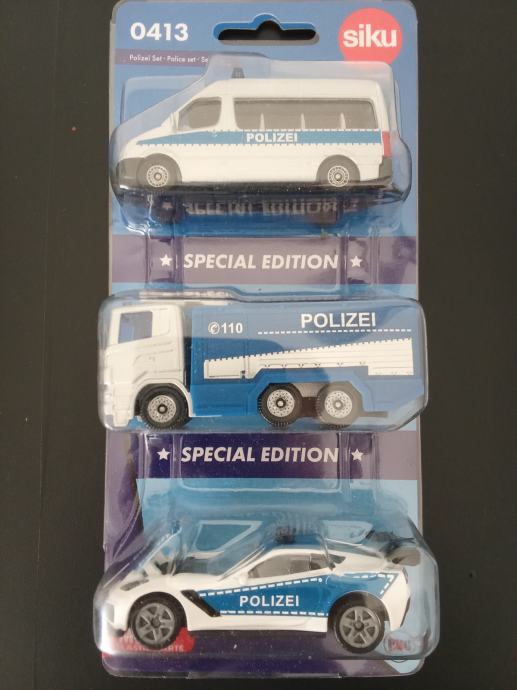 0413
siku
Polizei Set · Police set · Se
POLIZEI
SPECIAL EDITION
110
POLIZEI
SPECIAL EDITION
POLIZEI